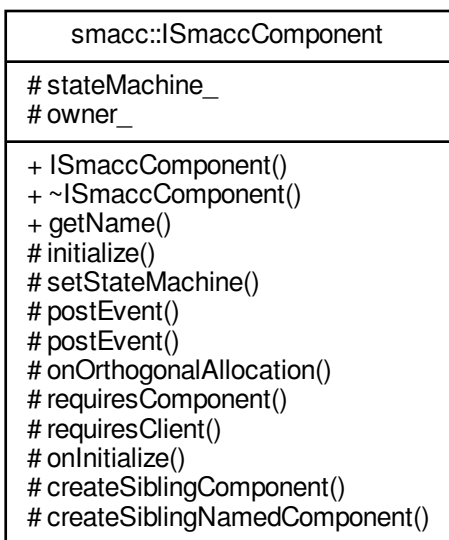 smacc::ISmaccComponent
# stateMachine_
# owner_
+ ISmaccComponent()
+ ~ISmaccComponent()
+ getName()
# initialize()
# setStateMachine()
# postEvent()
# postEvent()
# onOrthogonalAllocation()
# requiresComponent()
# requiresClient()
# onInitialize()
# createSiblingComponent()
# createSiblingNamedComponent()